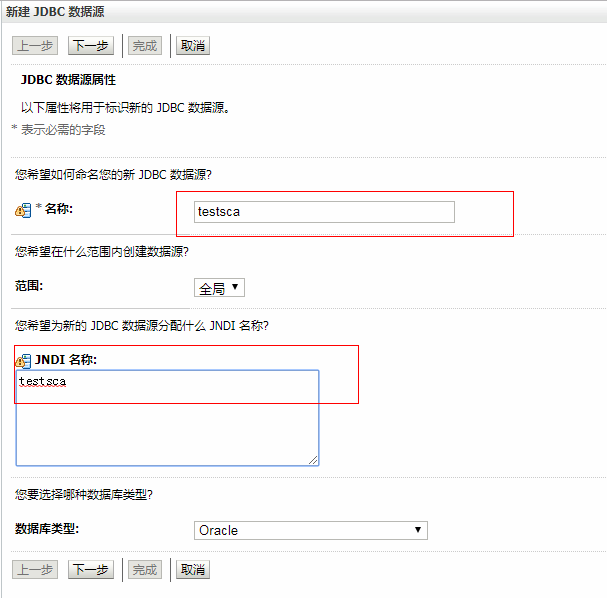 新建 JDBC 数据源
上一步 下一步 完成 取消
JDBC 数据源属性
以下属性将用于标识新的 JDBC 数据源。
* 表示必需的字段
您希望如何命名您的新 JDBC 数据源?
* 名称: testsca
您希望在什么范围内创建数据源?
范围: 全局
您希望为新的 JDBC 数据源分配什么 JNDI 名称?
JNDI 名称:
testsca
您要选择哪种数据库类型?
数据库类型: Oracle
上一步 下一步 完成 取消